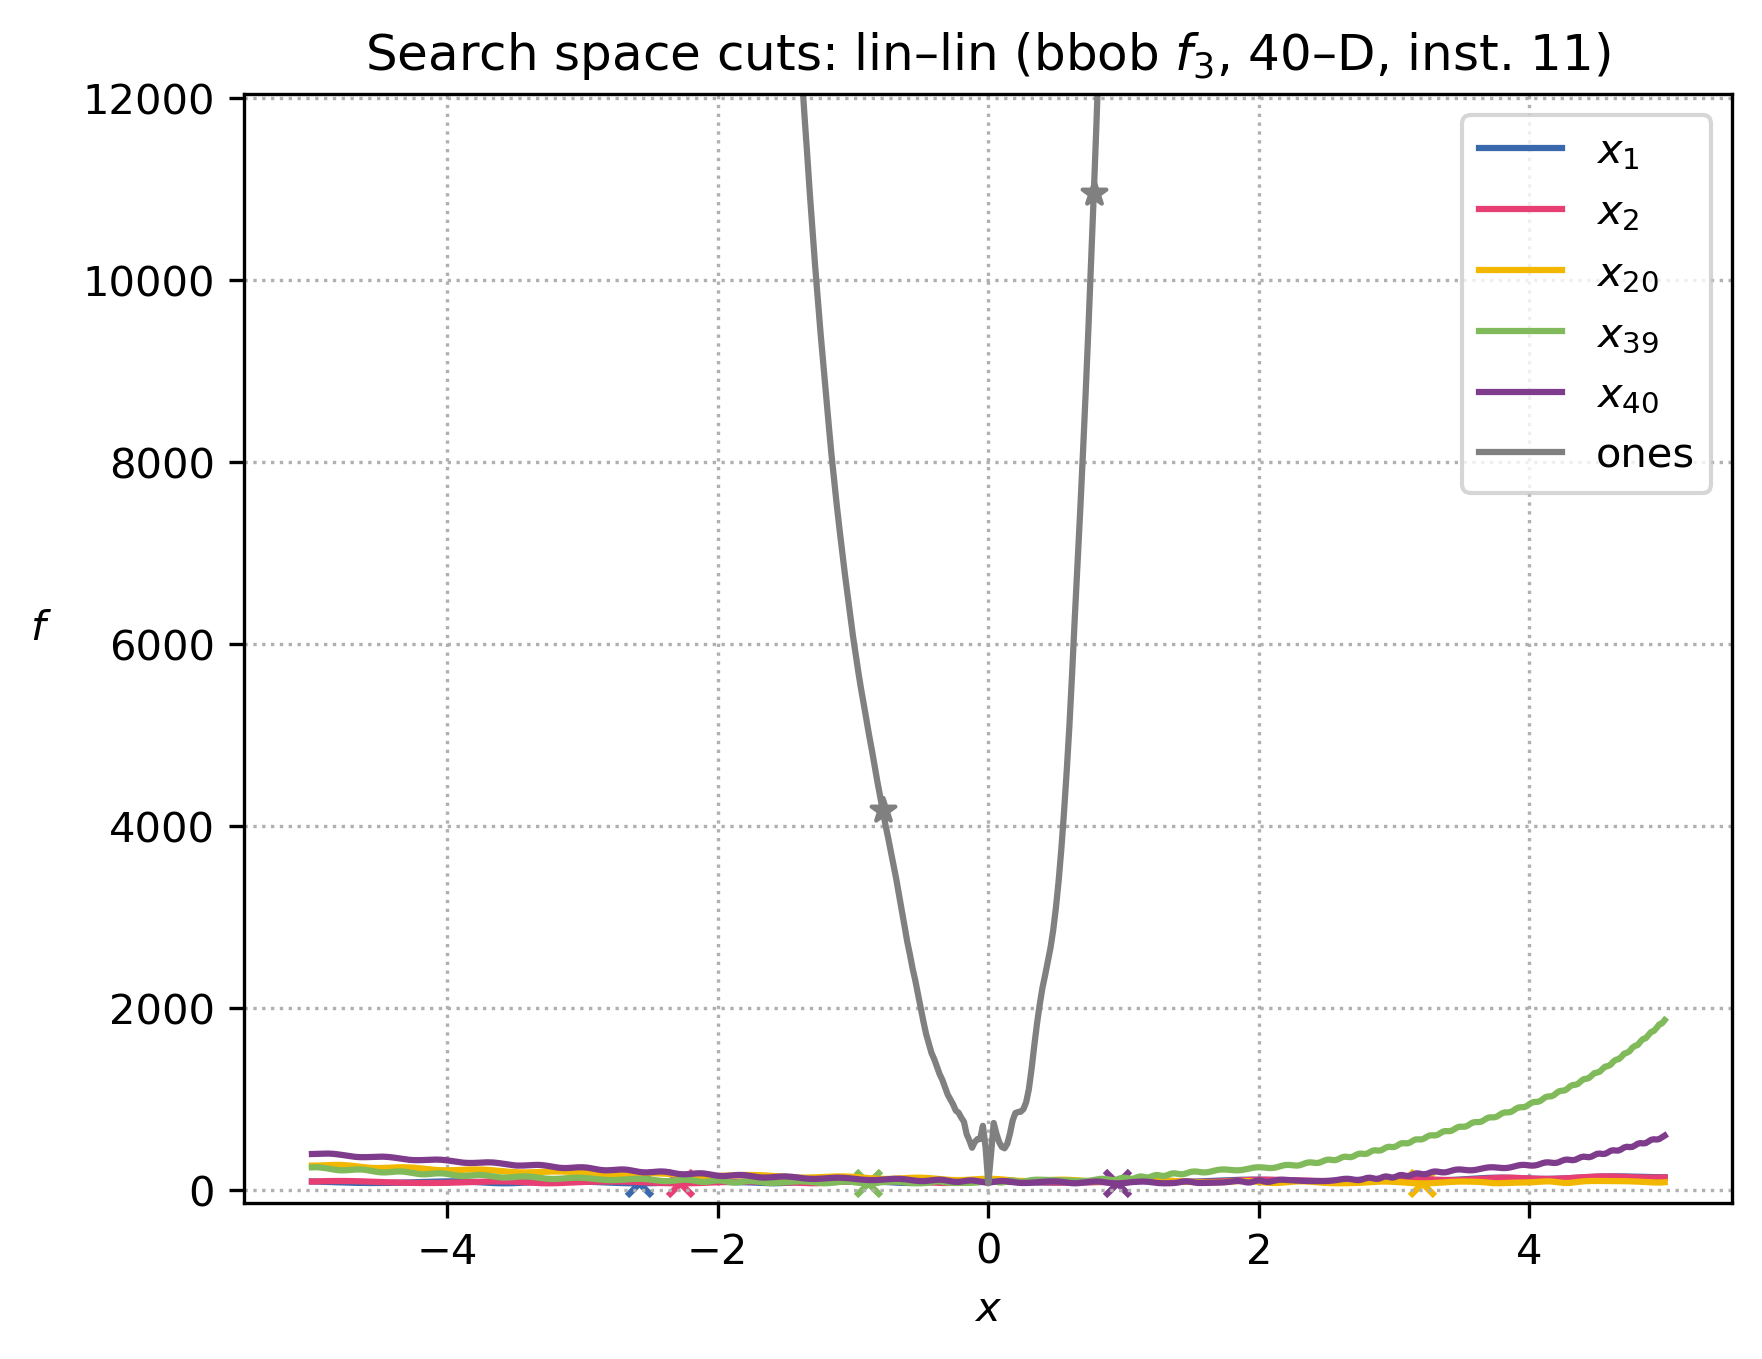 Search space cuts: lin–lin (bbob f₃, 40–D, inst. 11)
12000
10000
8000
6000
4000
2000
0
f
x₁
x₂
x₂₀
x₃₉
x₄₀
ones
−4 −2 0 2 4
x